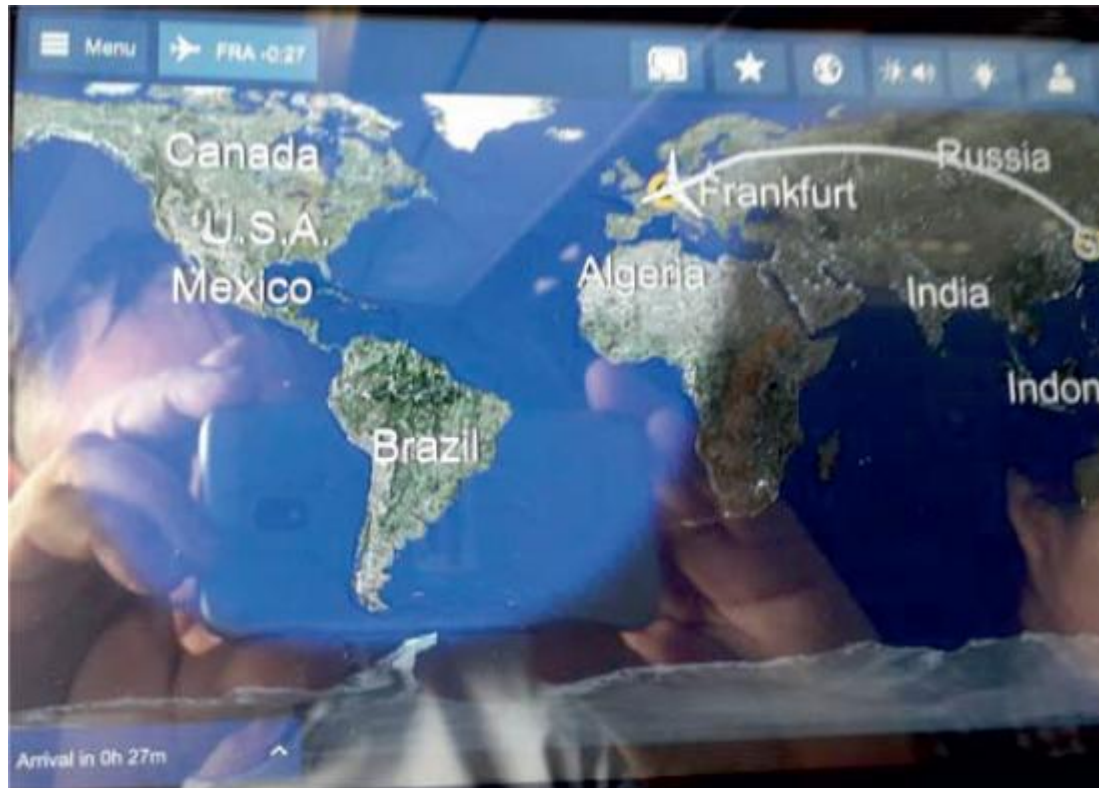 Menu
FRA -0:27
Canada
Russia
Frankfurt
U.S.A.
Algeria
Mexico
India
Indon
Brazil
Arrival in 0h 27m